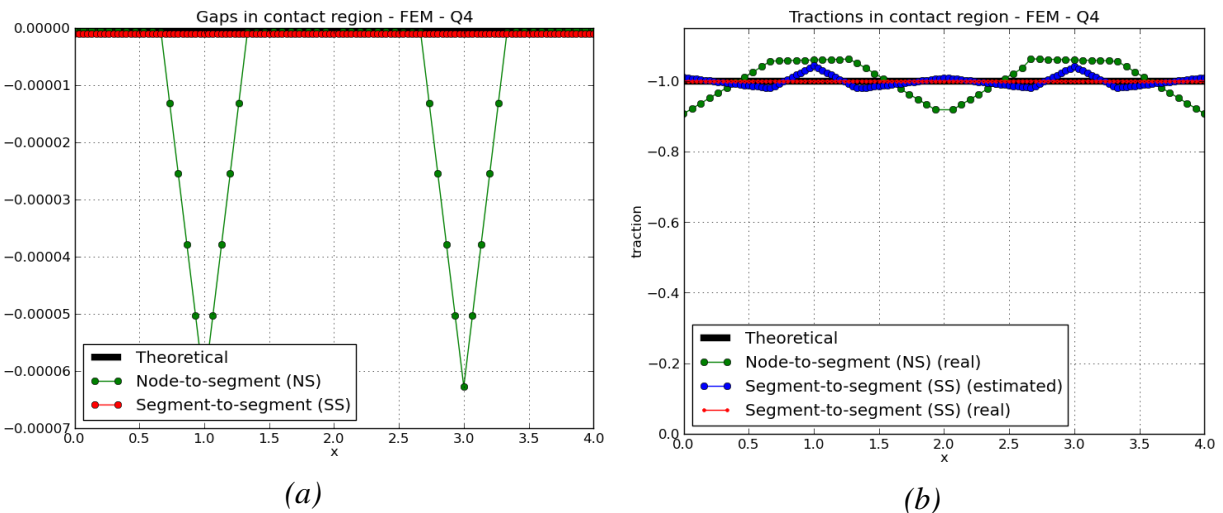 Gaps in contact region - FEM - Q4
0.00000
−0.00001
−0.00002
−0.00003
−0.00004
−0.00005
−0.00006
−0.00007
0.0 0.5 1.0 1.5 2.0 2.5 3.0 3.5 4.0
x
Theoretical
Node-to-segment (NS)
Segment-to-segment (SS)
(a)
Tractions in contact region - FEM - Q4
−1.0
−0.8
−0.6
−0.4
−0.2
0.0
traction
0.0 0.5 1.0 1.5 2.0 2.5 3.0 3.5 4.0
x
Theoretical
Node-to-segment (NS) (real)
Segment-to-segment (SS) (estimated)
Segment-to-segment (SS) (real)
(b)